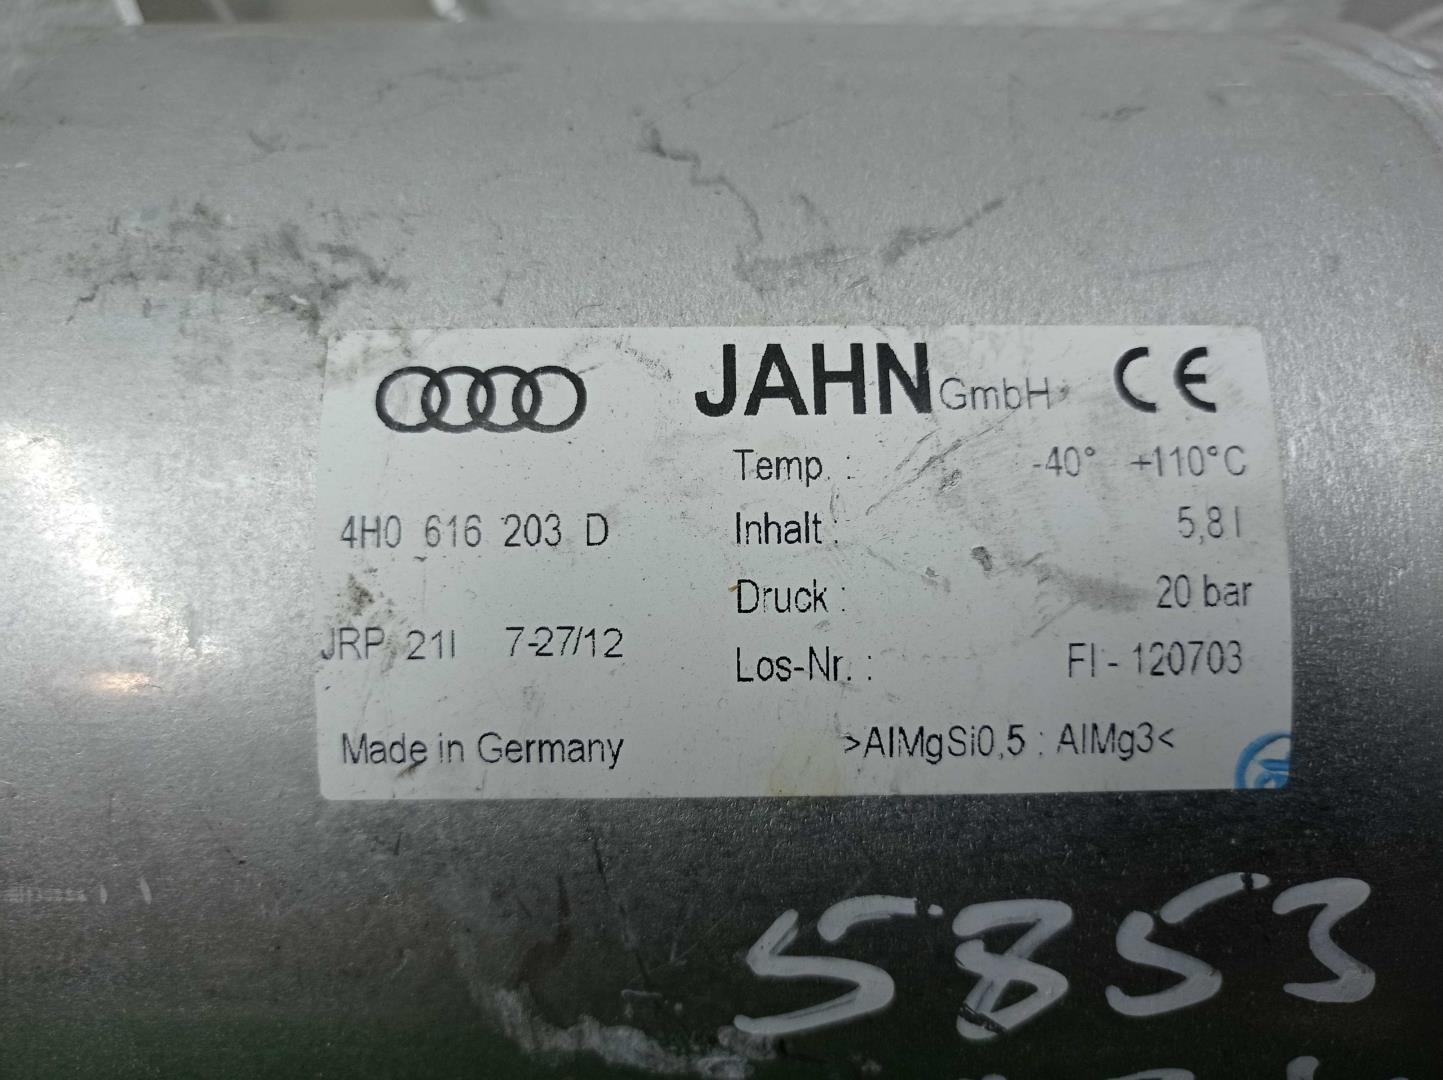 JAHN GmbH CE
Temp. : -40° +110°C
4H0 616 203 D
Inhalt : 5,8 l
Druck : 20 bar
JRP 21I 7-27/12
Los-Nr. : FI - 120703
Made in Germany
>AlMgSi0,5 : AlMg3<
5853